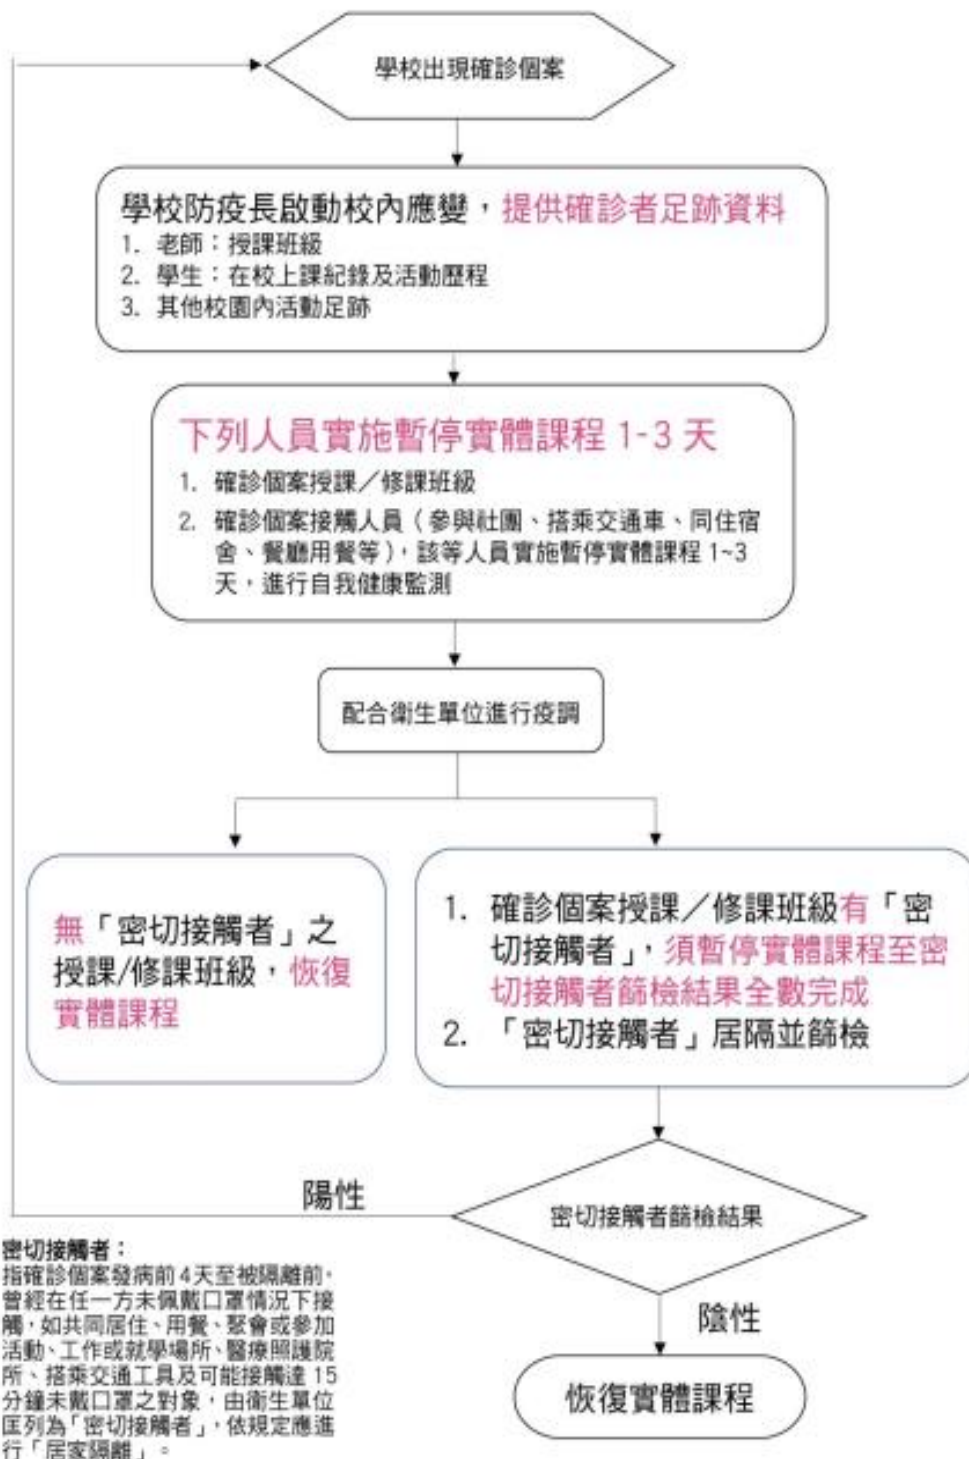 學校出現確診個案
學校防疫長啟動校內應變，提供確診者足跡資料
1. 老師：授課班級
2. 學生：在校上課紀錄及活動歷程
3. 其他校園內活動足跡
下列人員實施暫停實體課程 1-3 天
1. 確診個案授課／修課班級
2. 確診個案接觸人員（參與社團、搭乘交通車、同住宿
舍、餐廳用餐等），該等人員實施暫停實體課程 1~3
天，進行自我健康監測
配合衛生單位進行疫調
無「密切接觸者」之
授課/修課班級，恢復
實體課程
1. 確診個案授課／修課班級有「密
切接觸者」，須暫停實體課程至密
切接觸者篩檢結果全數完成
2. 「密切接觸者」居隔並篩檢
陽性
密切接觸者篩檢結果
陰性
恢復實體課程
密切接觸者：
指確診個案發病前 4天至被隔離前，
曾經在任一方未佩戴口罩情況下接
觸，如共同居住、用餐、聚會或參加
活動、工作或就學場所、醫療照護院
所、搭乘交通工具及可能接觸達 15
分鐘未戴口罩之對象，由衛生單位
匡列為「密切接觸者」，依規定應進
行「居家隔離」。